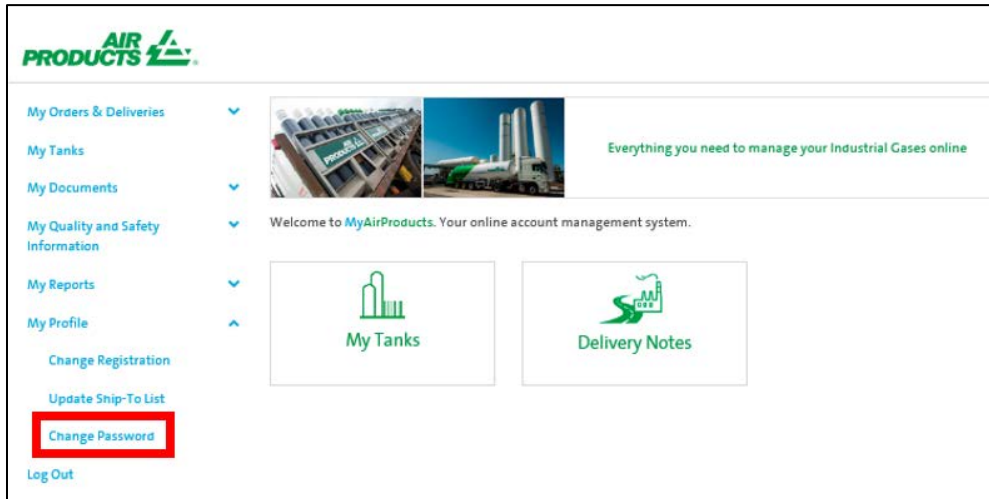 AIR
PRODUCTS
My Orders & Deliveries
My Tanks
My Documents
My Quality and Safety
Information
My Reports
My Profile
Change Registration
Update Ship-To List
Change Password
Log Out
Everything you need to manage your Industrial Gases online
Welcome to MyAirProducts. Your online account management system.
My Tanks
Delivery Notes